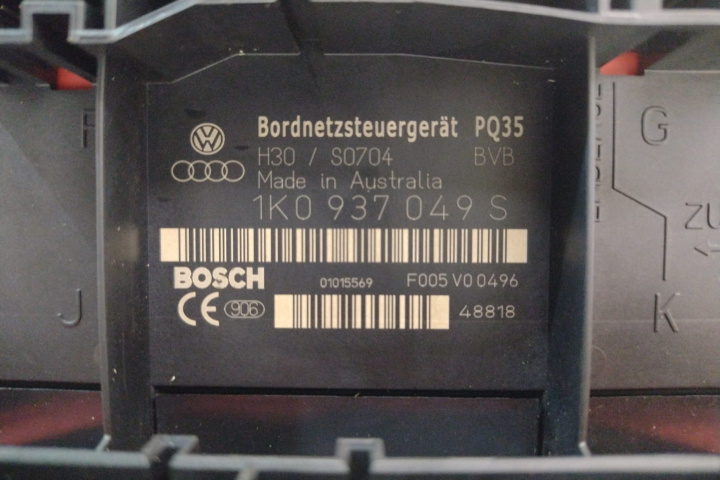 Bordnetzsteuergerät PQ35
H30 / S0704 BVB
Made in Australia
1K0 937 049 S
BOSCH 01015569 F005 V0 0496
CE 906 48818
G
ZU
J
K